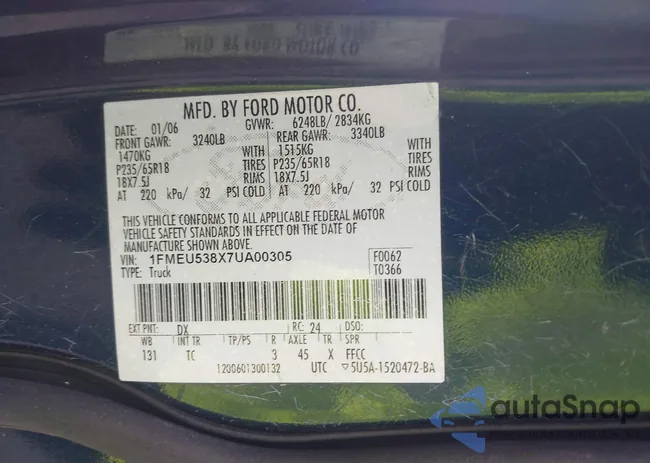 MFD. BY FORD MOTOR CO.
MFD. BY FORD MOTOR CO.
DATE: 01/06 GVWR: 6248LB/ 2834KG
FRONT GAWR: 3240LB REAR GAWR: 3340LB
1470KG WITH 1515KG WITH
P235/65R18 TIRES P235/65R18 TIRES
18X7.5J RIMS 18X7.5J RIMS
AT 220 kPa/ 32 PSI COLD AT 220 kPa/ 32 PSI COLD
THIS VEHICLE CONFORMS TO ALL APPLICABLE FEDERAL MOTOR
VEHICLE SAFETY STANDARDS IN EFFECT ON THE DATE OF
MANUFACTURE SHOWN ABOVE.
VIN: 1FMEU538X7UA00305 F0062
TYPE: Truck T0366
EXT PNT: DX RC: 24 DSO:
WB INT TR TP/PS R AXLE TR SPR
131 TC 3 45 X FFCC
1200601300132 UTC 5U5A-1520472-BA
autoSnap